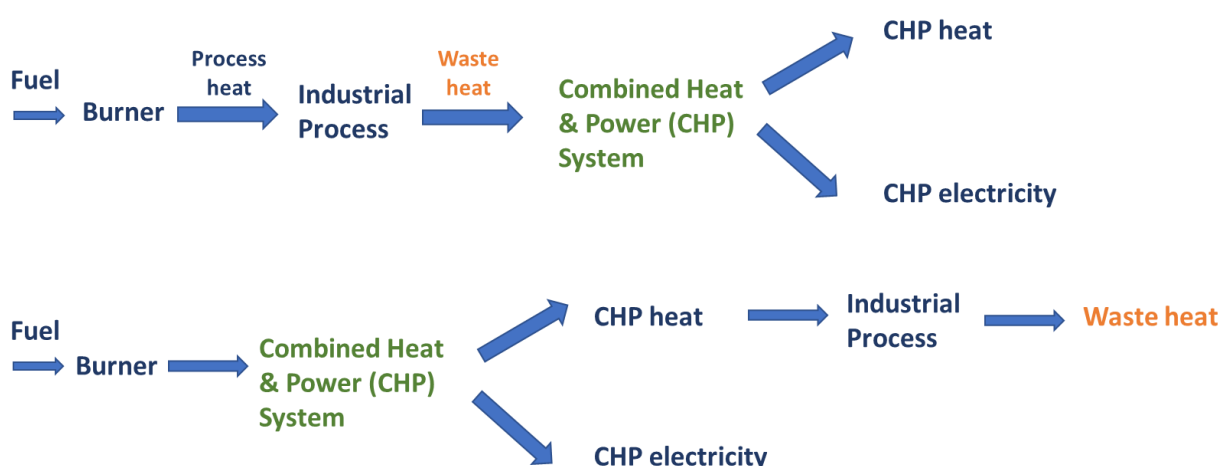 Fuel
Burner
Process
heat
Industrial
Process
Waste
heat
Combined Heat
& Power (CHP)
System
CHP heat
CHP electricity
Fuel
Burner
Combined Heat
& Power (CHP)
System
CHP heat
Industrial
Process
Waste heat
CHP electricity